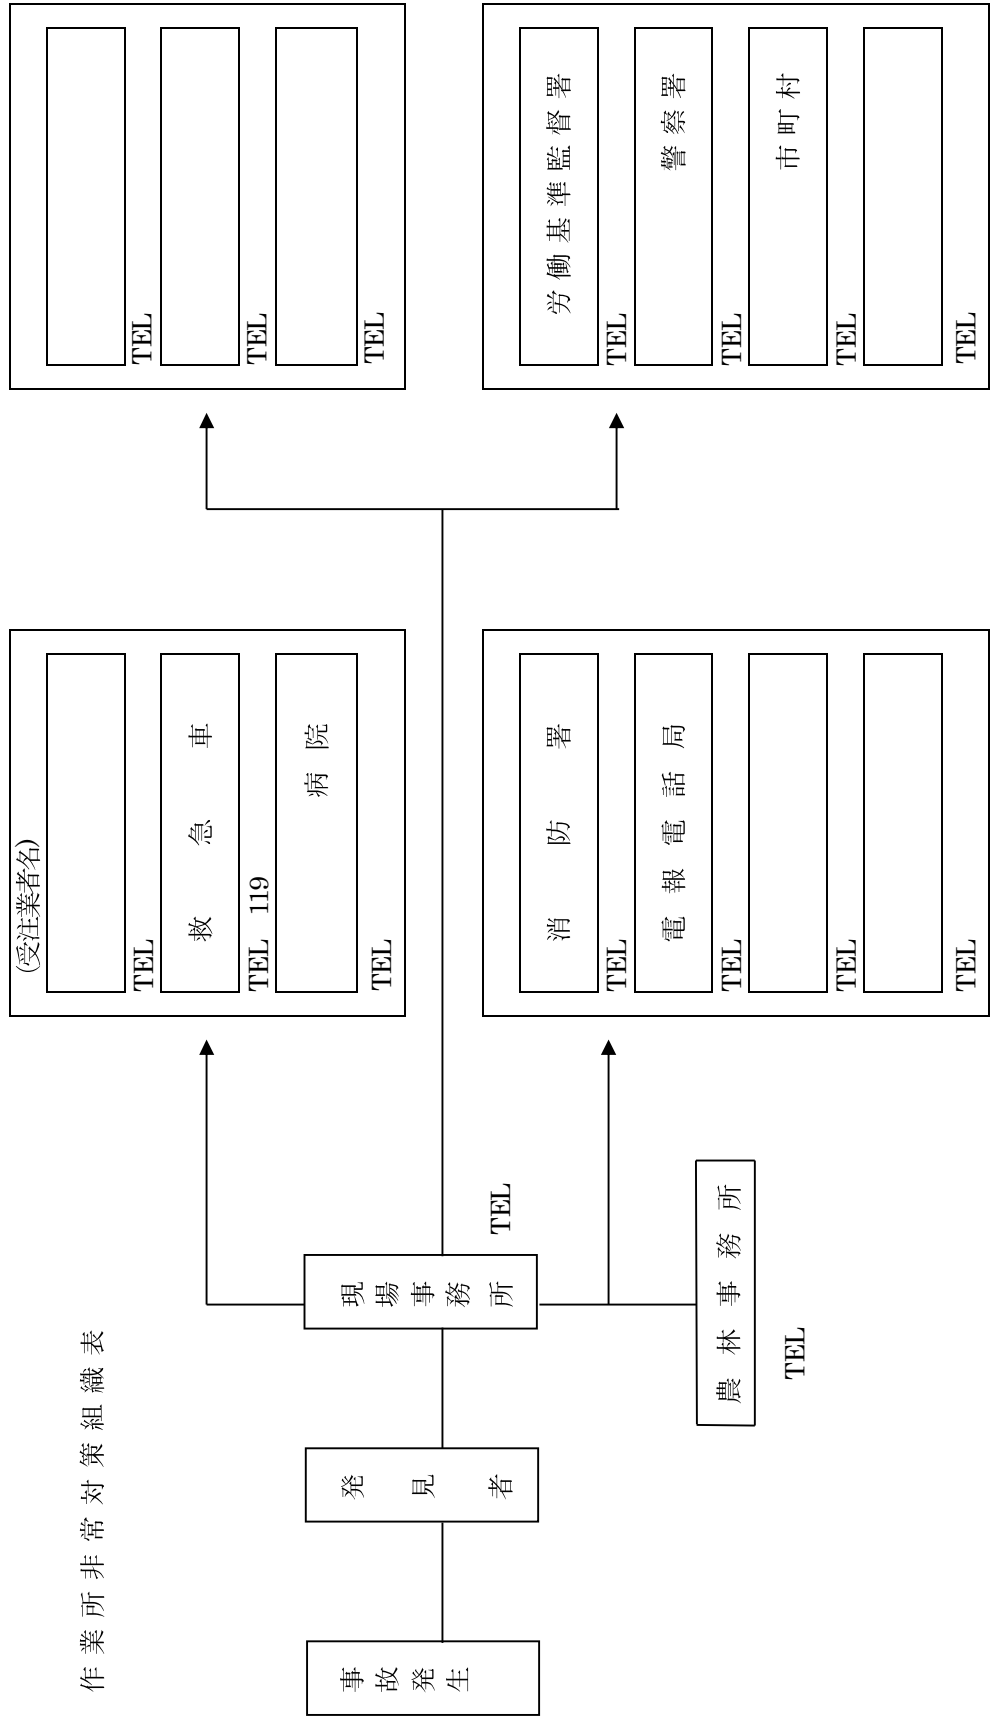 作業所非常対策組織表
事故発生
発見者
現場事務所
TEL
農林事務所
TEL
(受注業者名)
TEL
救急車
TEL 119
病院
TEL
消防署
TEL
電報電話局
TEL
TEL
TEL
TEL
TEL
TEL
労働基準監督署
TEL
警察署
TEL
市町村
TEL
TEL